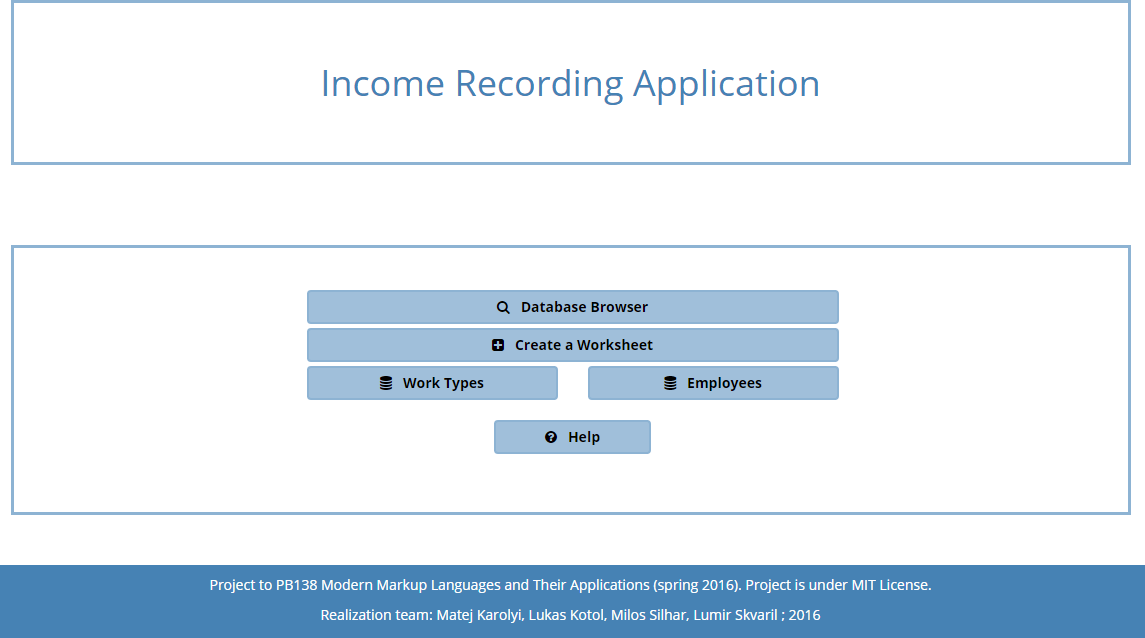 Income Recording Application
Database Browser
Create a Worksheet
Work Types
Employees
Help
Project to PB138 Modern Markup Languages and Their Applications (spring 2016). Project is under MIT License.
Realization team: Matej Karolyi, Lukas Kotol, Milos Silhar, Lumir Skvaril ; 2016